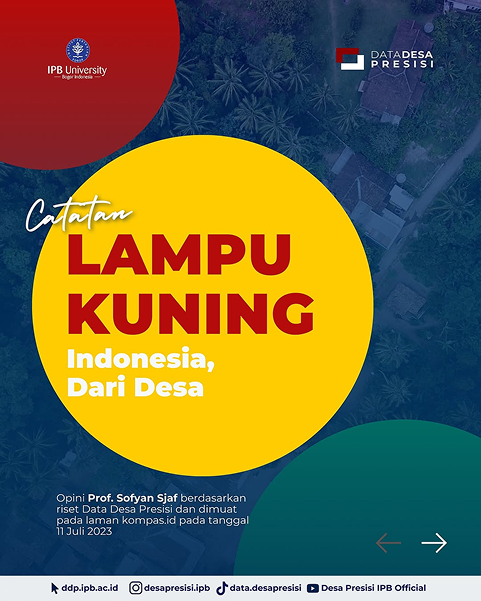 IPB University
Bogor Indonesia
DATADESA
PRESISI
Catatan
LAMPU
KUNING
Indonesia,
Dari Desa
Opini Prof. Sofyan Sjaf berdasarkan
riset Data Desa Presisi dan dimuat
pada laman kompas.id pada tanggal
11 Juli 2023
ddp.ipb.ac.id desapresisi.ipb data.desapresisi Desa Presisi IPB Official